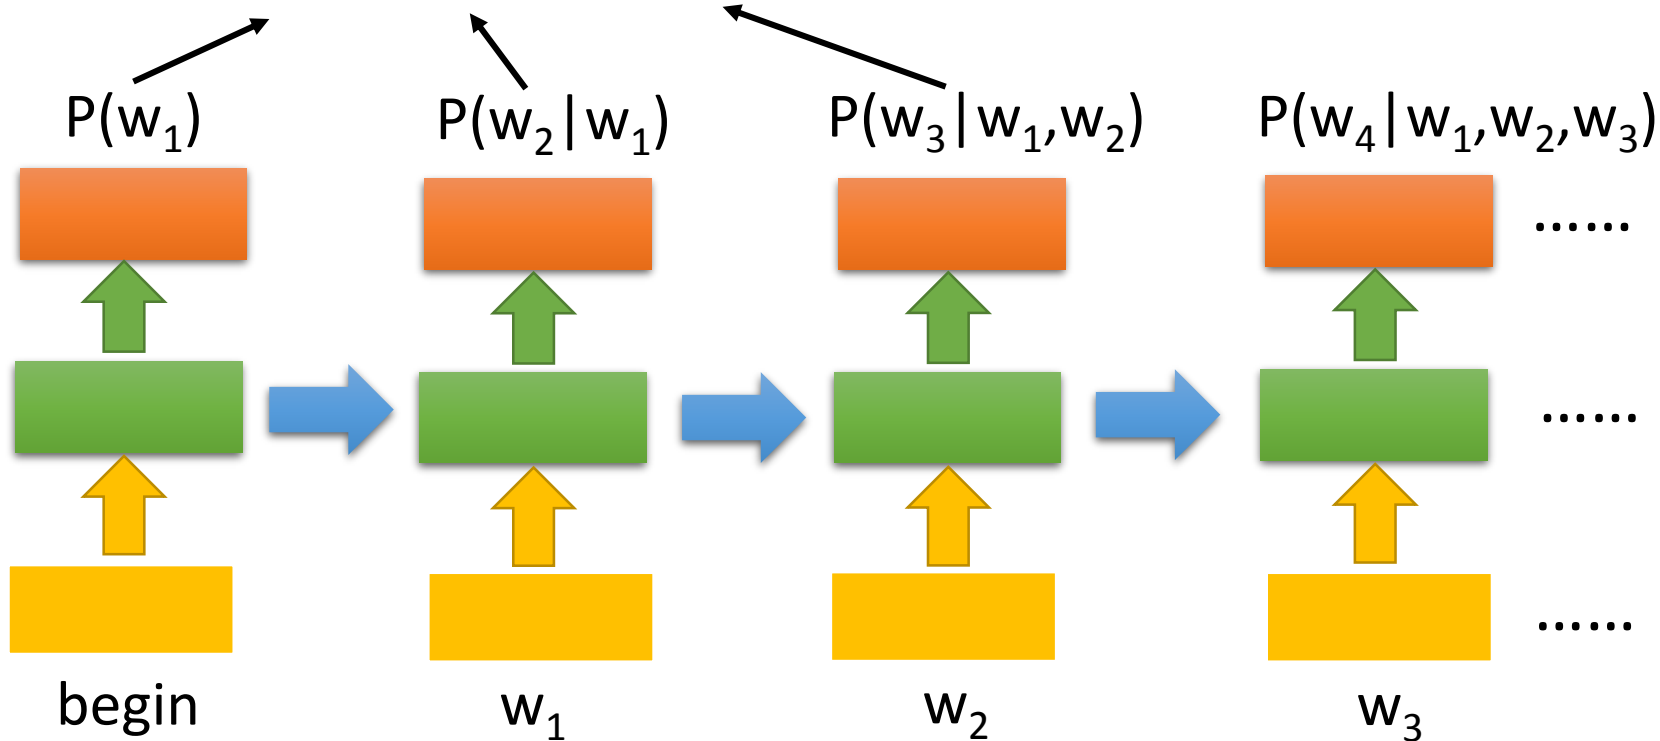 P(w₁) P(w₂|w₁) P(w₃|w₁,w₂) P(w₄|w₁,w₂,w₃)
……
……
……
begin w₁ w₂ w₃